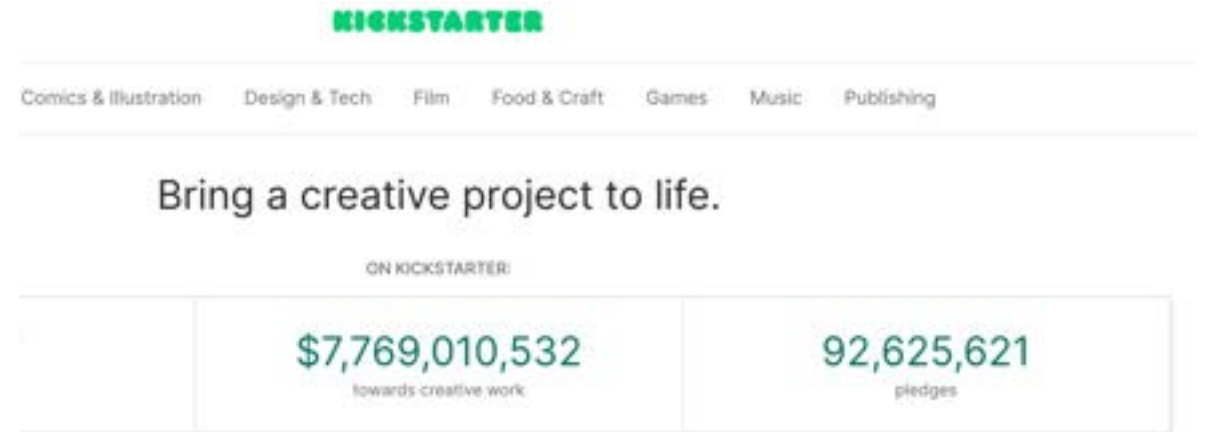 KICKSTARTER
Comics & Illustration Design & Tech Film Food & Craft Games Music Publishing
Bring a creative project to life.
ON KICKSTARTER:
$7,769,010,532 92,625,621
towards creative work pledges